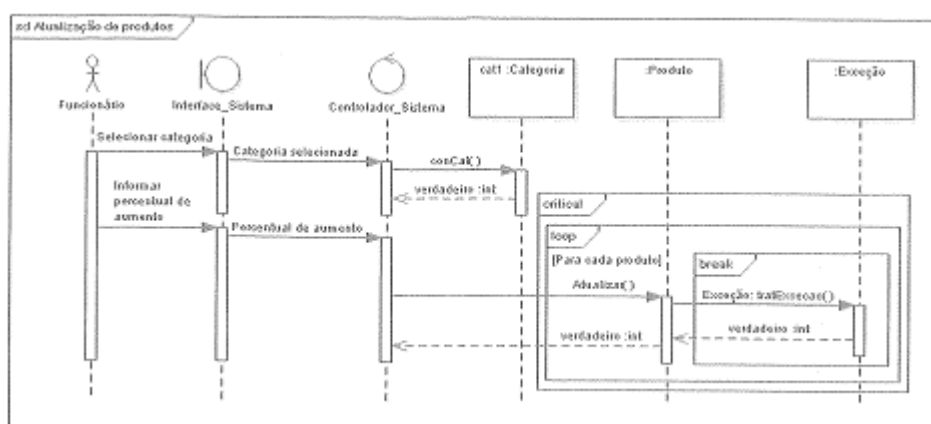 sd Atualização de produtos
Funcionário
Interface_Sistema
Controlador_Sistema
cat1 :Categoria
:Produto
:Exceção
Selecionar categoria
Categoria selecionada
conCat()
verdadeiro :int
Informar
percentual de
aumento
Percentual de aumento
critical
loop
[Para cada produto]
break
Atualizar()
Exceção: tratExcecao()
verdadeiro :int
verdadeiro :int